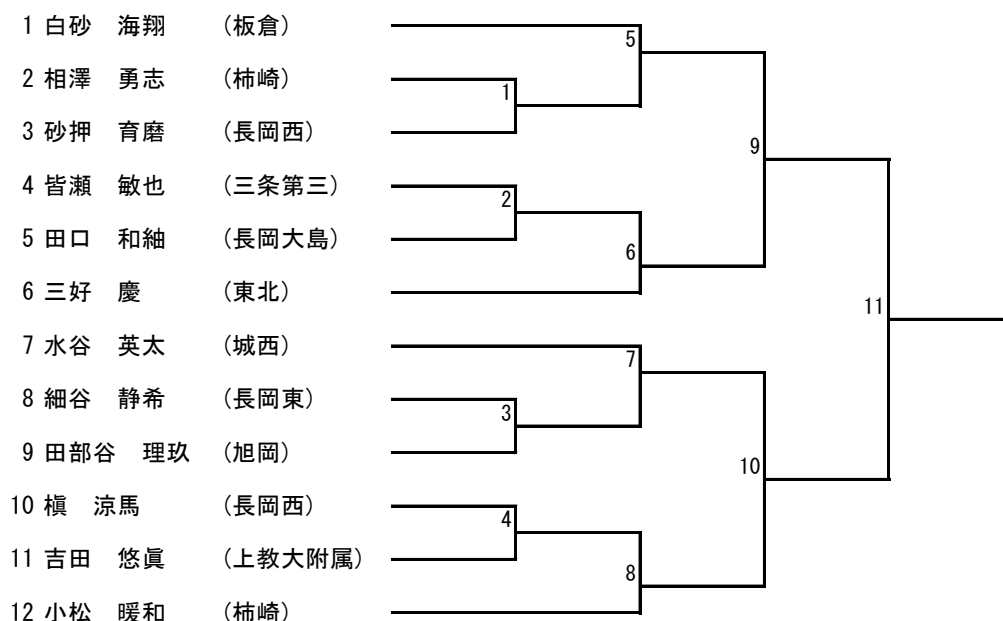 1 白砂　海翔　（板倉）
5
2 相澤　勇志　（柿崎）
1
3 砂押　育磨　（長岡西）
9
4 皆瀬　敏也　（三条第三）
2
5 田口　和紬　（長岡大島）
6
6 三好　慶　（東北）
11
7 水谷　英太　（城西）
7
8 細谷　静希　（長岡東）
3
9 田部谷　理玖　（旭岡）
10
10 槇　涼馬　（長岡西）
4
11 吉田　悠眞　（上教大附属）
8
12 小松　暖和　（柿崎）